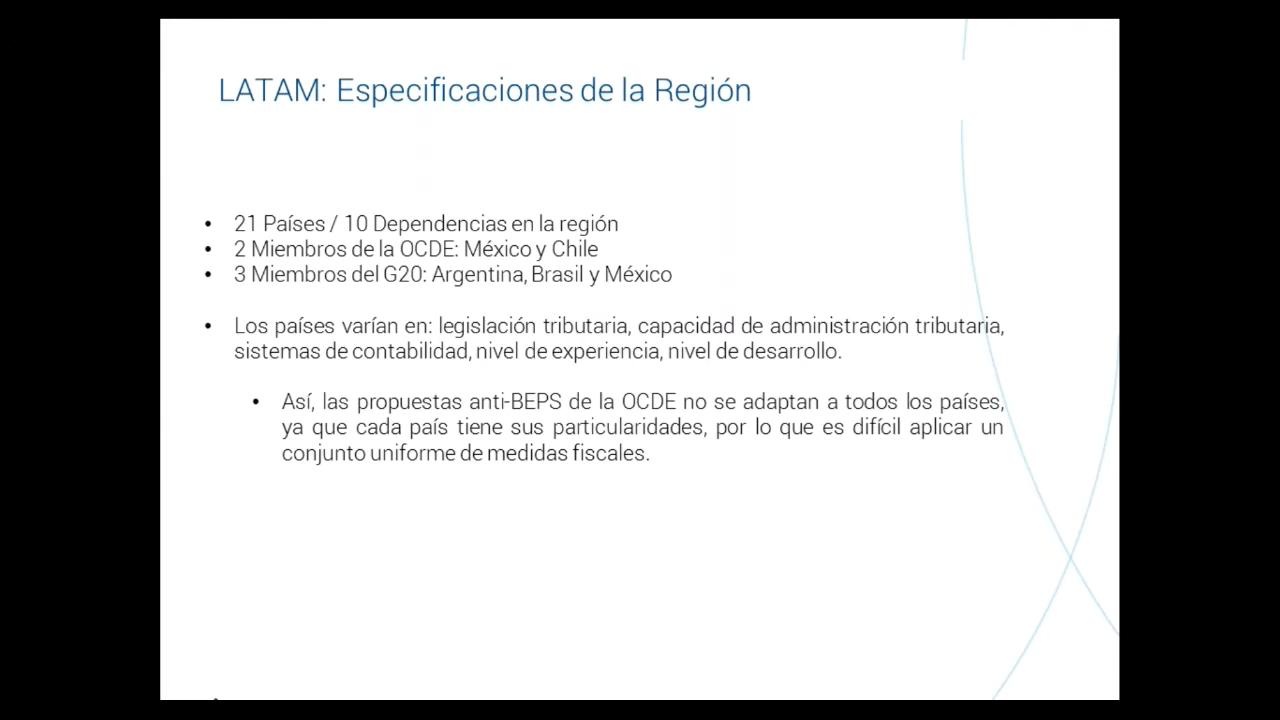 LATAM: Especificaciones de la Región
• 21 Países / 10 Dependencias en la región
• 2 Miembros de la OCDE: México y Chile
• 3 Miembros del G20: Argentina, Brasil y México
• Los países varían en: legislación tributaria, capacidad de administración tributaria,
sistemas de contabilidad, nivel de experiencia, nivel de desarrollo.
• Así, las propuestas anti-BEPS de la OCDE no se adaptan a todos los países,
ya que cada país tiene sus particularidades, por lo que es difícil aplicar un
conjunto uniforme de medidas fiscales.